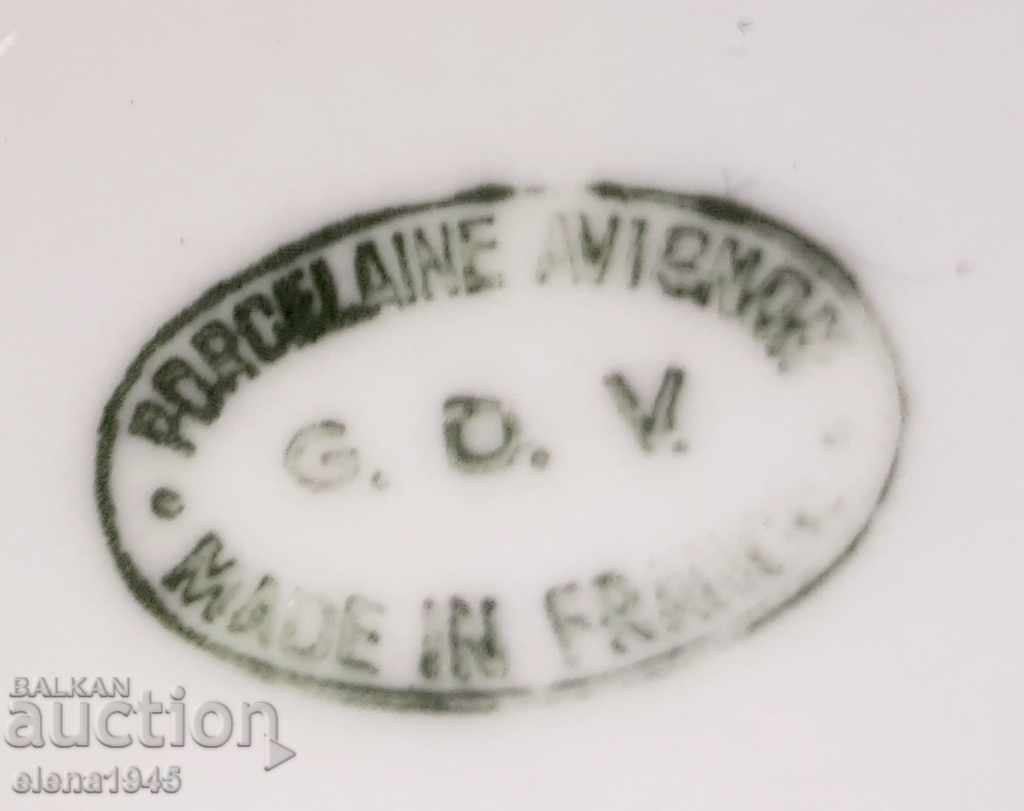 PORCELAINE AVIGNON
G. D. V.
MADE IN FRANCE
BALKAN
auction
elena1945